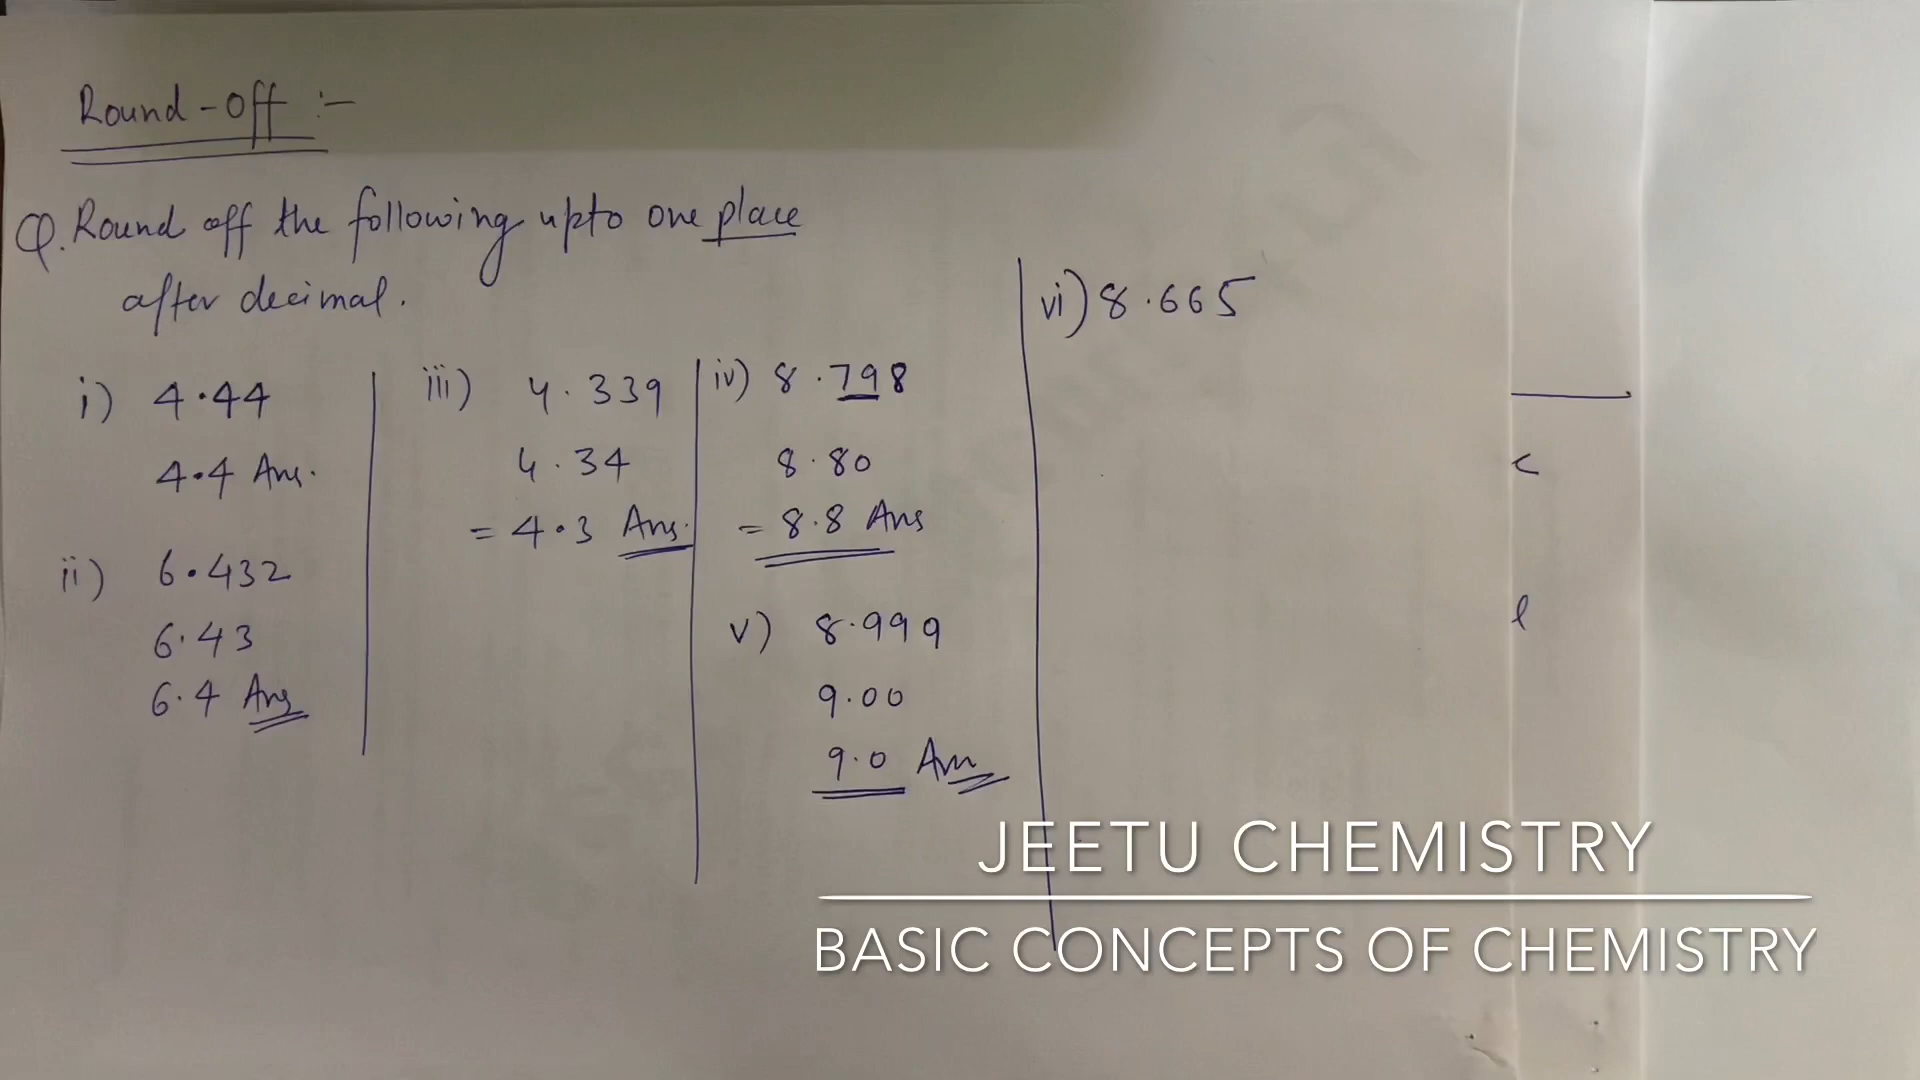 Round-off :-
Q. Round off the following upto one place
after decimal.
i) 4.44
4.4 Ans.
ii) 6.432
6.43
6.4 Ans
iii) 4.339
4.34
= 4.3 Ans.
iv) 8.798
8.80
= 8.8 Ans
v) 8.999
9.00
9.0 Ans
vi) 8.665
JEETU CHEMISTRY
BASIC CONCEPTS OF CHEMISTRY